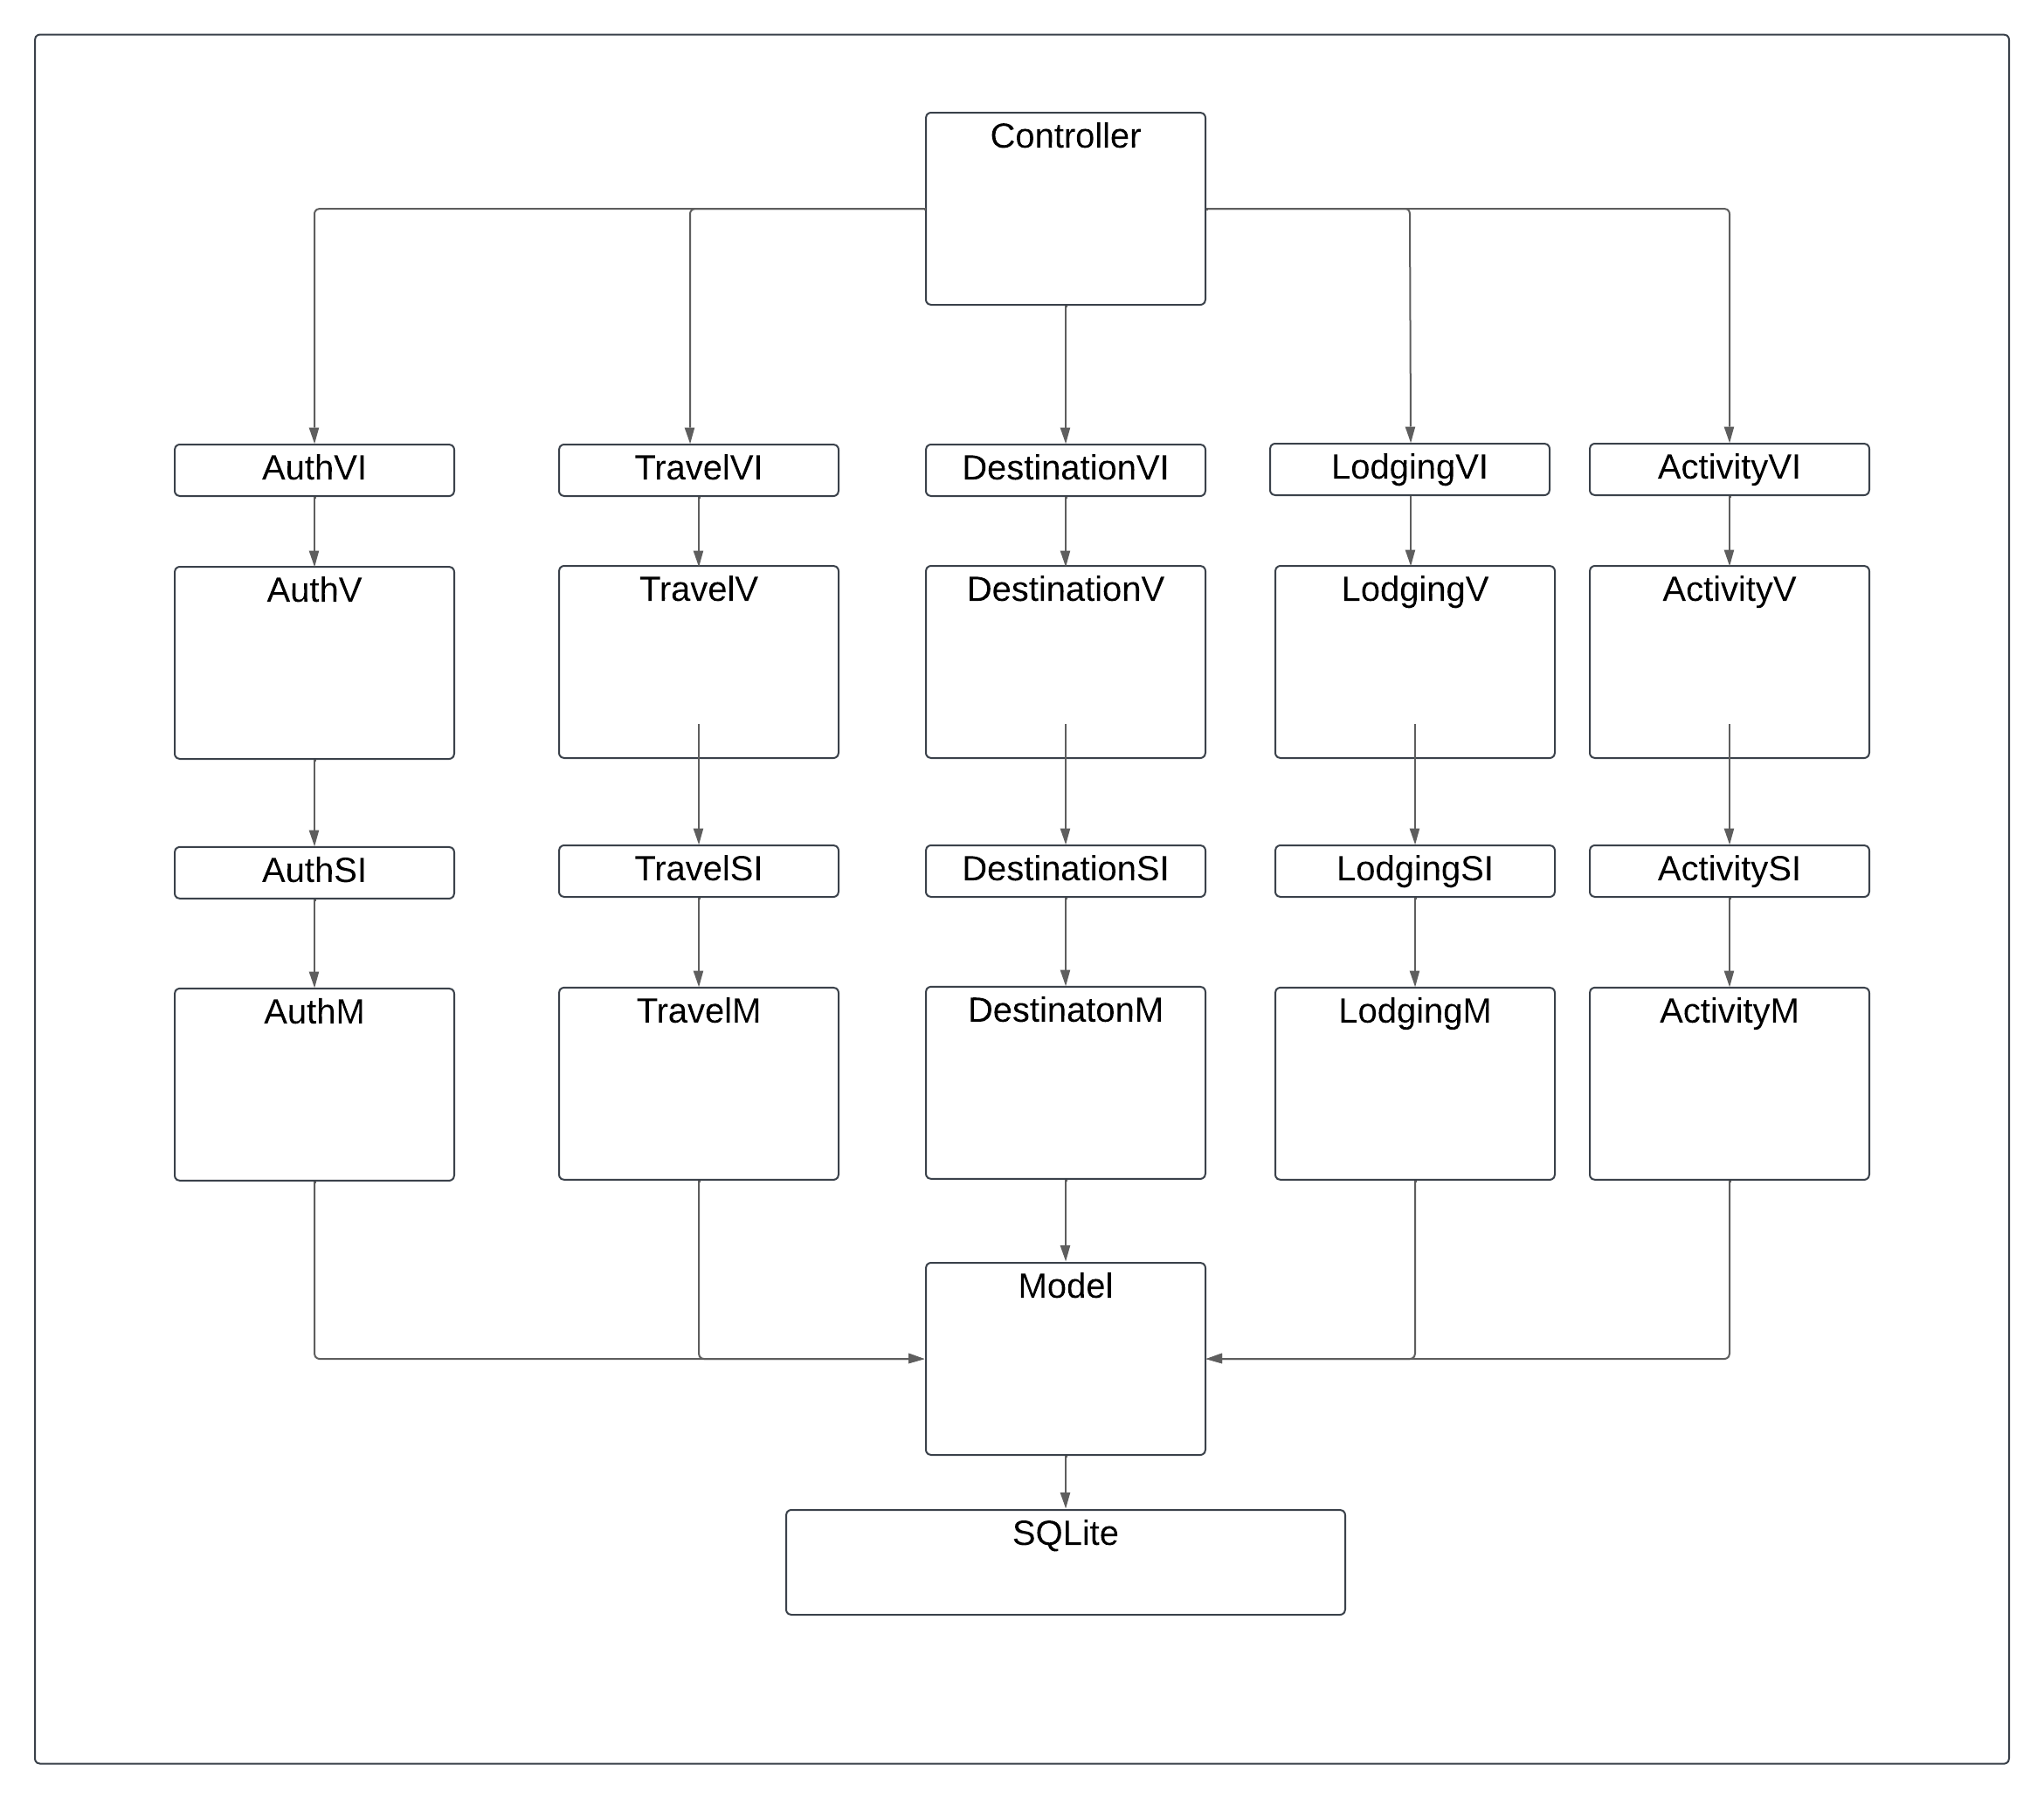 Controller
AuthVI
TravelVI
DestinationVI
LodgingVI
ActivityVI
AuthV
TravelV
DestinationV
LodgingV
ActivityV
AuthSI
TravelSI
DestinationSI
LodgingSI
ActivitySI
AuthM
TravelM
DestinatonM
LodgingM
ActivityM
Model
SQLite